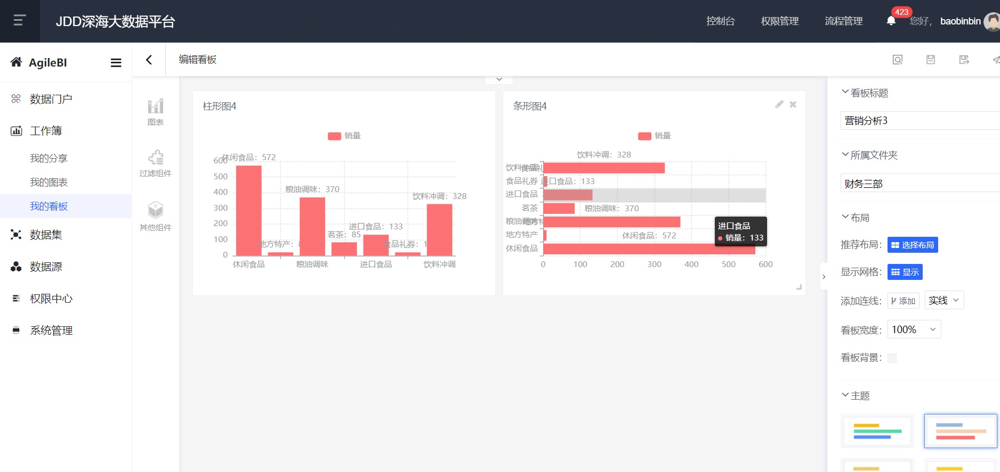 JDD深海大数据平台
控制台
权限管理
流程管理
423
您好,
baobinbin
AgileBI
编辑看板
数据门户
工作簿
我的分享
我的图表
我的看板
数据集
数据源
权限中心
系统管理
图表
过滤组件
其他组件
柱形图4
销量
600
500
400
300
200
100
0
休闲食品：572
地方特产：
粮油调味：370
茗茶：85
进口食品：133
食品礼券：1
饮料冲调：328
休闲食品
粮油调味
进口食品
饮料冲调
条形图4
销量
饮料冲调：328
饮料冲调
食品礼券
进口食品：133
进口食品
茗茶
粮油调味：370
粮油调味
地方特产
休闲食品：572
休闲食品
0
100
200
300
400
500
600
进口食品
销量：133
看板标题
营销分析3
所属文件夹
财务三部
布局
推荐布局：
选择布局
显示网格：
显示
添加连线：
添加
实线
看板宽度：
100%
看板背景：
主题